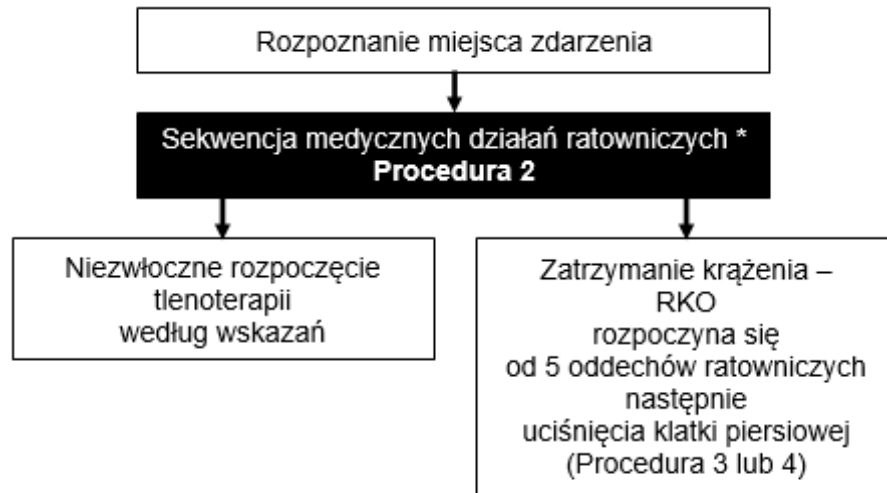 Rozpoznanie miejsca zdarzenia
Sekwencja medycznych działań ratowniczych *
Procedura 2
Niezwłoczne rozpoczęcie
tlenoterapii
według wskazań
Zatrzymanie krążenia –
RKO
rozpoczyna się
od 5 oddechów ratowniczych
następnie
uciśnięcia klatki piersiowej
(Procedura 3 lub 4)